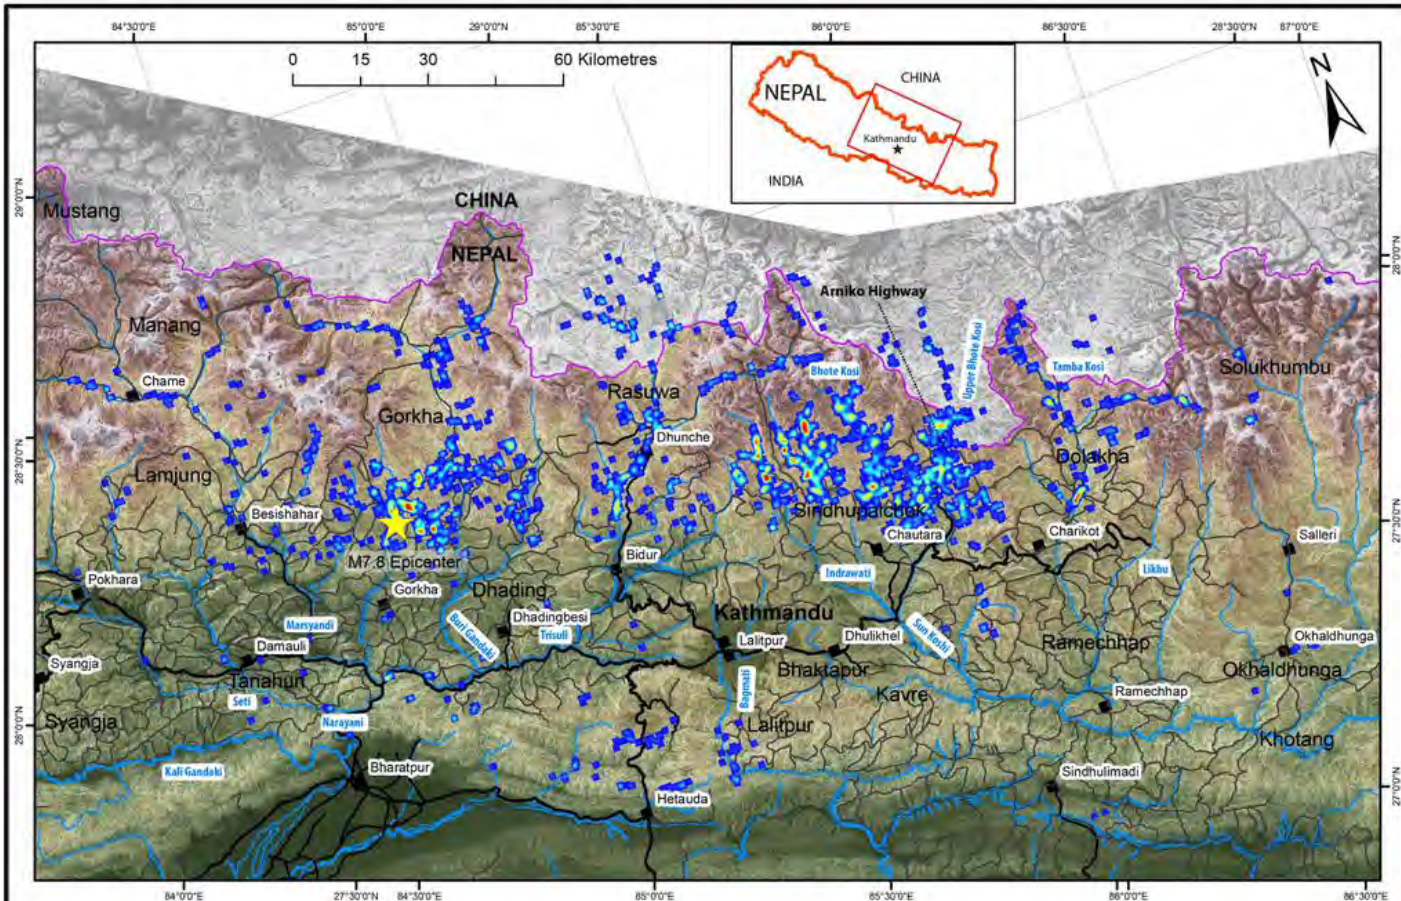 84°30'0"E
85°0'0"E
29°0'0"N
85°30'0"E
86°0'0"E
86°30'0"E
28°30'0"N
87°0'0"E
0 15 30 60 Kilometres
N
CHINA
NEPAL
Kathmandu
INDIA
29°0'0"N
28°0'0"N
Mustang
CHINA
NEPAL
Arniko Highway
Manang
Upper Bhote Kosi
Bhote Kosi
Tamba Kosi
Solukhumbu
Chame
Rasuwa
Gorkha
Dhunche
28°30'0"N
Lamjung
Dolakha
Besishahar
Sindhupalchok
27°30'0"N
Chautara
Charikot
Salleri
M7.8 Epicenter
Bidur
Indrawati
Likhu
Pokhara
Gorkha
Dhading
Dhadingbesi
Kathmandu
Marsyandi
Buri Gandaki
Trisuli
Lalitpur
Dhulikhel
Sun Koshi
Ramechhap
Okhaldhunga
Damauli
Syangja
Tanahun
Bhaktapur
Okhaldhunga
Seti
Bagmati
Kavre
Ramechhap
Syangja
Narayani
Lalitpur
Khotang
28°0'0"N
Kali Gandaki
Bharatpur
Sindhulimadi
27°0'0"N
Hetauda
84°0'0"E
27°30'0"N
84°30'0"E
85°0'0"E
85°30'0"E
86°0'0"E
86°30'0"E